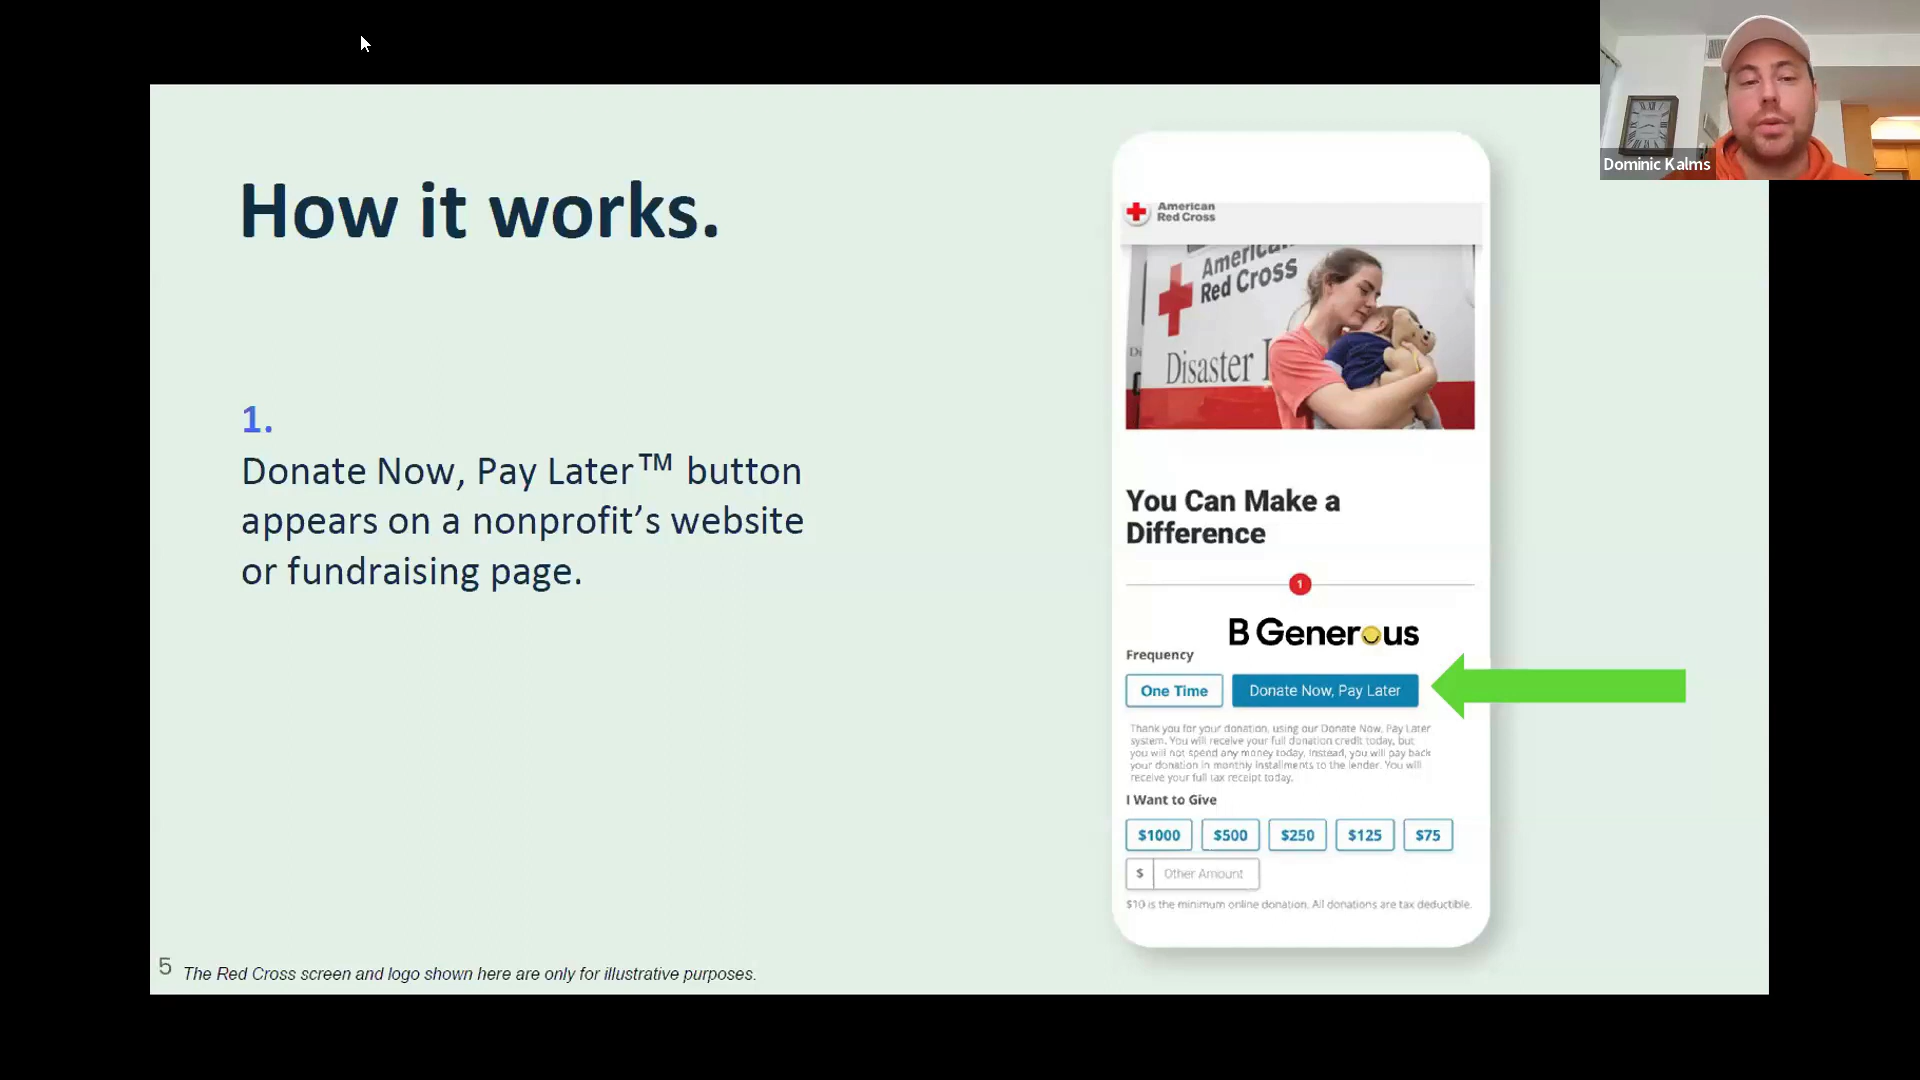 Dominic Kalms
How it works.
1.
Donate Now, Pay Later™ button
appears on a nonprofit’s website
or fundraising page.
American
Red Cross
American
Red Cross
Disaster
You Can Make a
Difference
1
B Generous
Frequency
One Time
Donate Now, Pay Later
Thank you for your donation, using our Donate Now, Pay Later
system. You will receive your full donation credit today, but
you will not spend any money today. Instead, you will pay back
your donation in monthly installments to the lender. You will
receive your full tax receipt today.
I Want to Give
$1000 $500 $250 $125 $75
$ Other Amount
$10 is the minimum online donation. All donations are tax deductible.
5 The Red Cross screen and logo shown here are only for illustrative purposes.